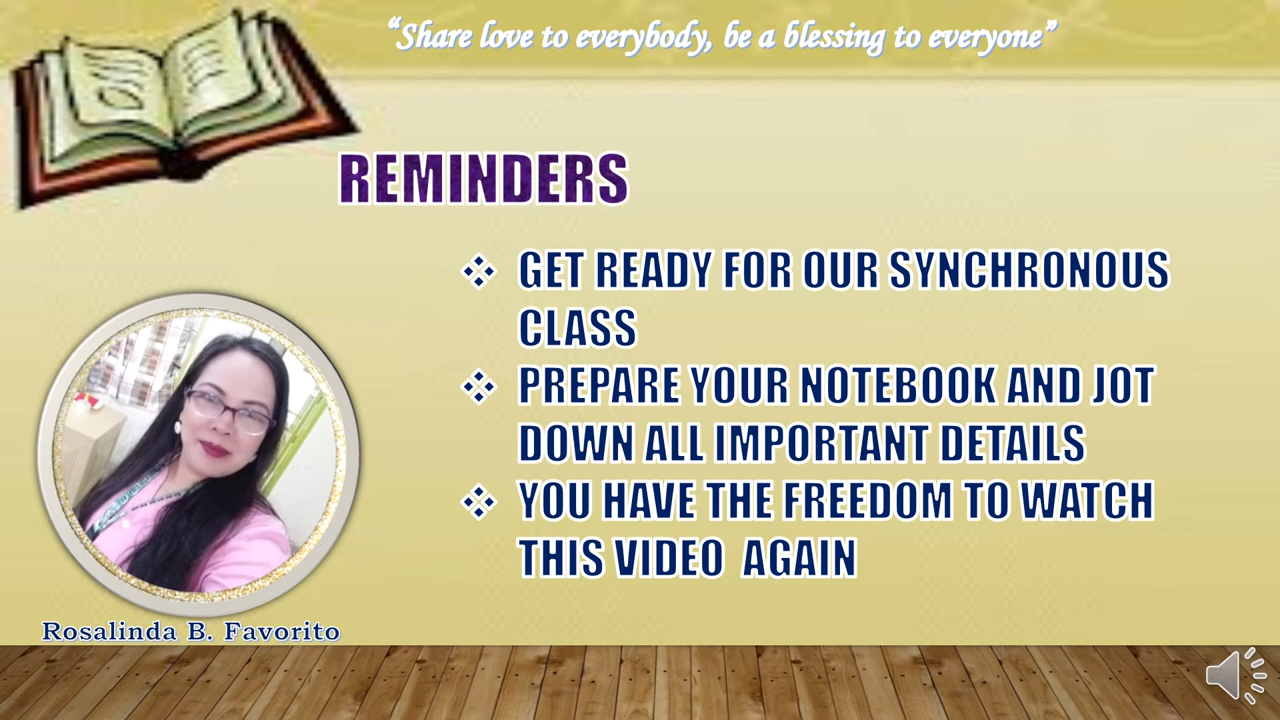 “Share love to everybody, be a blessing to everyone”
REMINDERS
❖ GET READY FOR OUR SYNCHRONOUS
CLASS
❖ PREPARE YOUR NOTEBOOK AND JOT
DOWN ALL IMPORTANT DETAILS
❖ YOU HAVE THE FREEDOM TO WATCH
THIS VIDEO  AGAIN
Rosalinda B. Favorito